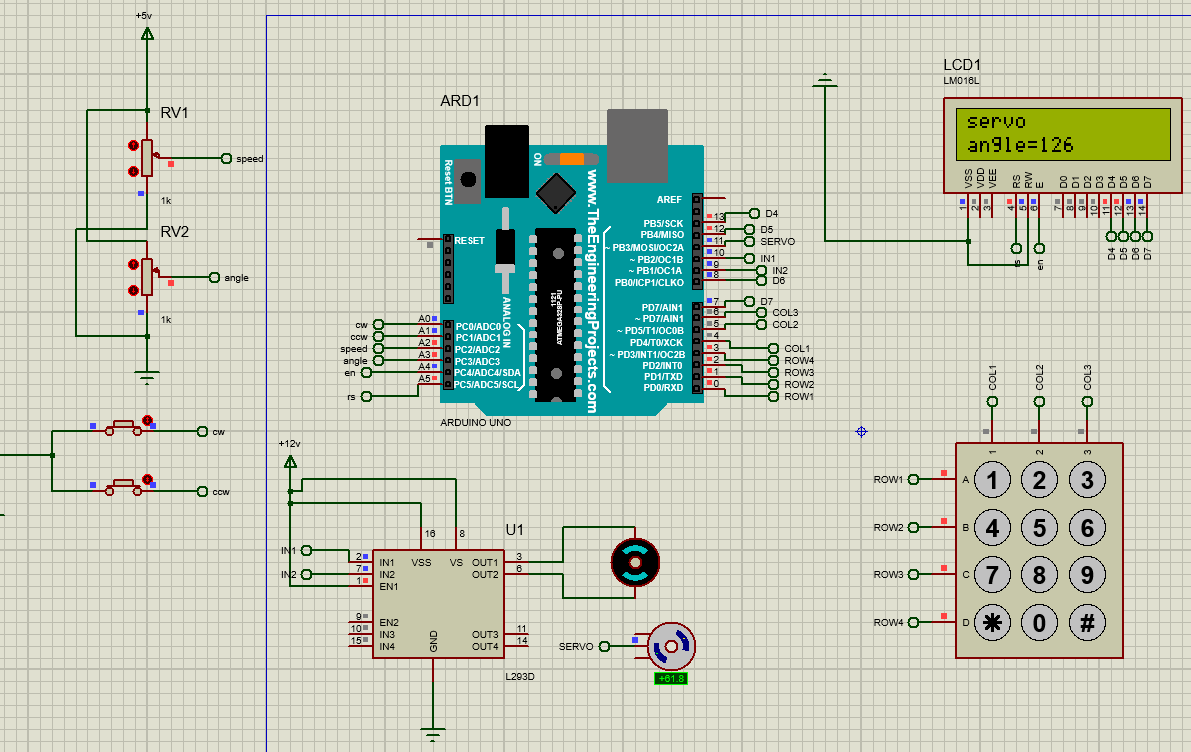 +5v
RV1
speed
1k
RV2
angle
1k
cw
ccw
ARD1
Reset BTN
ON
www.TheEngineeringProjects.com
ANALOG IN
1121
ATMEGA328P-PU
RESET
AREF
PB5/SCK
PB4/MISO
~ PB3/MOSI/OC2A
~ PB2/OC1B
~ PB1/OC1A
PB0/ICP1/CLKO
PD7/AIN1
~ PD7/AIN1
~ PD5/T1/OC0B
PD4/T0/XCK
~ PD3/INT1/OC2B
PD2/INT0
PD1/TXD
PD0/RXD
13 D4
12 D5
11 SERVO
10 IN1
9 IN2
8 D6
7 D7
6 COL3
5 COL2
4 COL1
3 ROW4
2 ROW3
1 ROW2
0 ROW1
cw A0 PC0/ADC0
ccw A1 PC1/ADC1
speed A2 PC2/ADC2
angle A3 PC3/ADC3
en A4 PC4/ADC4/SDA
rs A5 PC5/ADC5/SCL
ARDUINO UNO
LCD1
LM016L
servo
angle=126
VSS VDD VEE RS RW E D0 D1 D2 D3 D4 D5 D6 D7
1 2 3 4 5 6 7 8 9 10 11 12 13 14
rs en D4 D5 D6 D7
+12v
U1
16 8
IN1 2 IN1
IN2 7 IN2
1 EN1
9 EN2
10 IN3
15 IN4
VSS VS
OUT1 3
OUT2 6
OUT3 11
OUT4 14
GND
L293D
SERVO
+61.8
COL1 COL2 COL3
1 2 3
ROW1 A 1 2 3
ROW2 B 4 5 6
ROW3 C 7 8 9
ROW4 D * 0 #